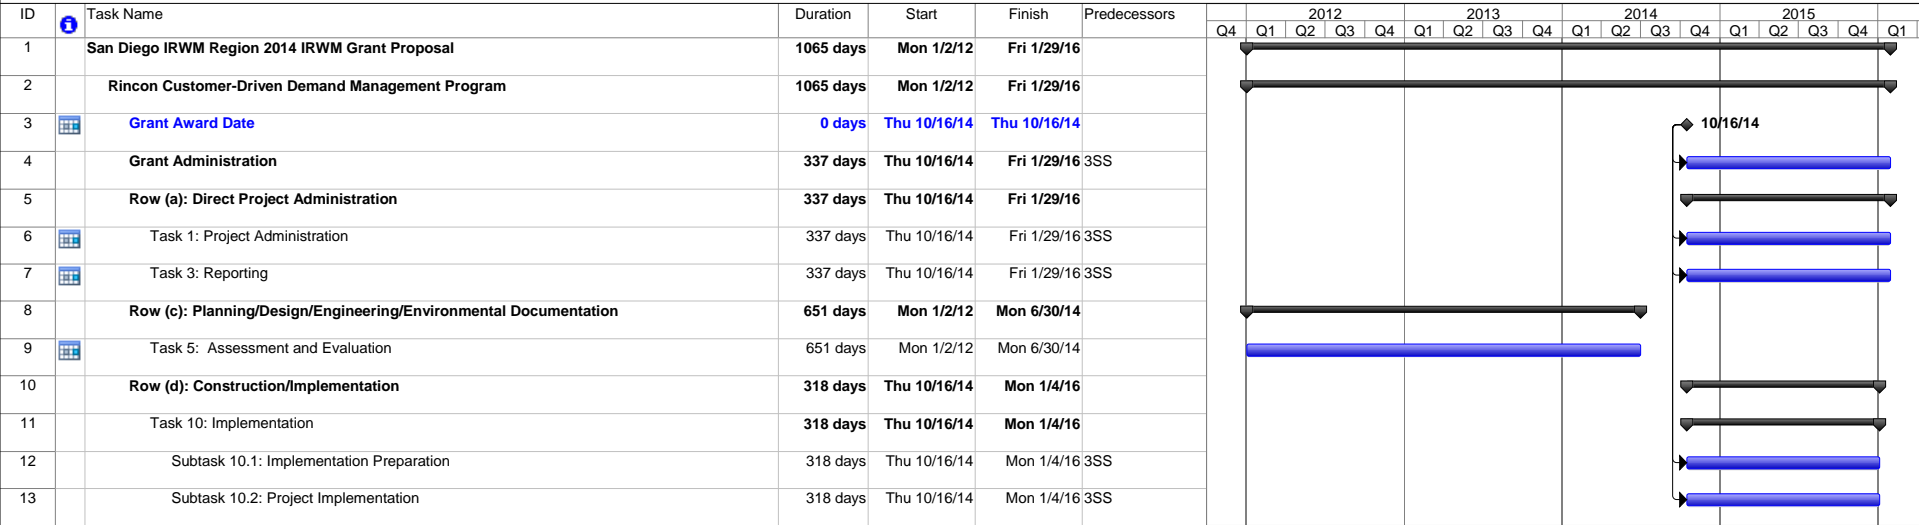 ID Task Name Duration Start Finish Predecessors 2012 2013 2014 2015
Q4 Q1 Q2 Q3 Q4 Q1 Q2 Q3 Q4 Q1 Q2 Q3 Q4 Q1 Q2 Q3 Q4 Q1
1 San Diego IRWM Region 2014 IRWM Grant Proposal 1065 days Mon 1/2/12 Fri 1/29/16
2 Rincon Customer-Driven Demand Management Program 1065 days Mon 1/2/12 Fri 1/29/16
3 Grant Award Date 0 days Thu 10/16/14 Thu 10/16/14 10/16/14
4 Grant Administration 337 days Thu 10/16/14 Fri 1/29/16 3SS
5 Row (a): Direct Project Administration 337 days Thu 10/16/14 Fri 1/29/16
6 Task 1: Project Administration 337 days Thu 10/16/14 Fri 1/29/16 3SS
7 Task 3: Reporting 337 days Thu 10/16/14 Fri 1/29/16 3SS
8 Row (c): Planning/Design/Engineering/Environmental Documentation 651 days Mon 1/2/12 Mon 6/30/14
9 Task 5: Assessment and Evaluation 651 days Mon 1/2/12 Mon 6/30/14
10 Row (d): Construction/Implementation 318 days Thu 10/16/14 Mon 1/4/16
11 Task 10: Implementation 318 days Thu 10/16/14 Mon 1/4/16
12 Subtask 10.1: Implementation Preparation 318 days Thu 10/16/14 Mon 1/4/16 3SS
13 Subtask 10.2: Project Implementation 318 days Thu 10/16/14 Mon 1/4/16 3SS